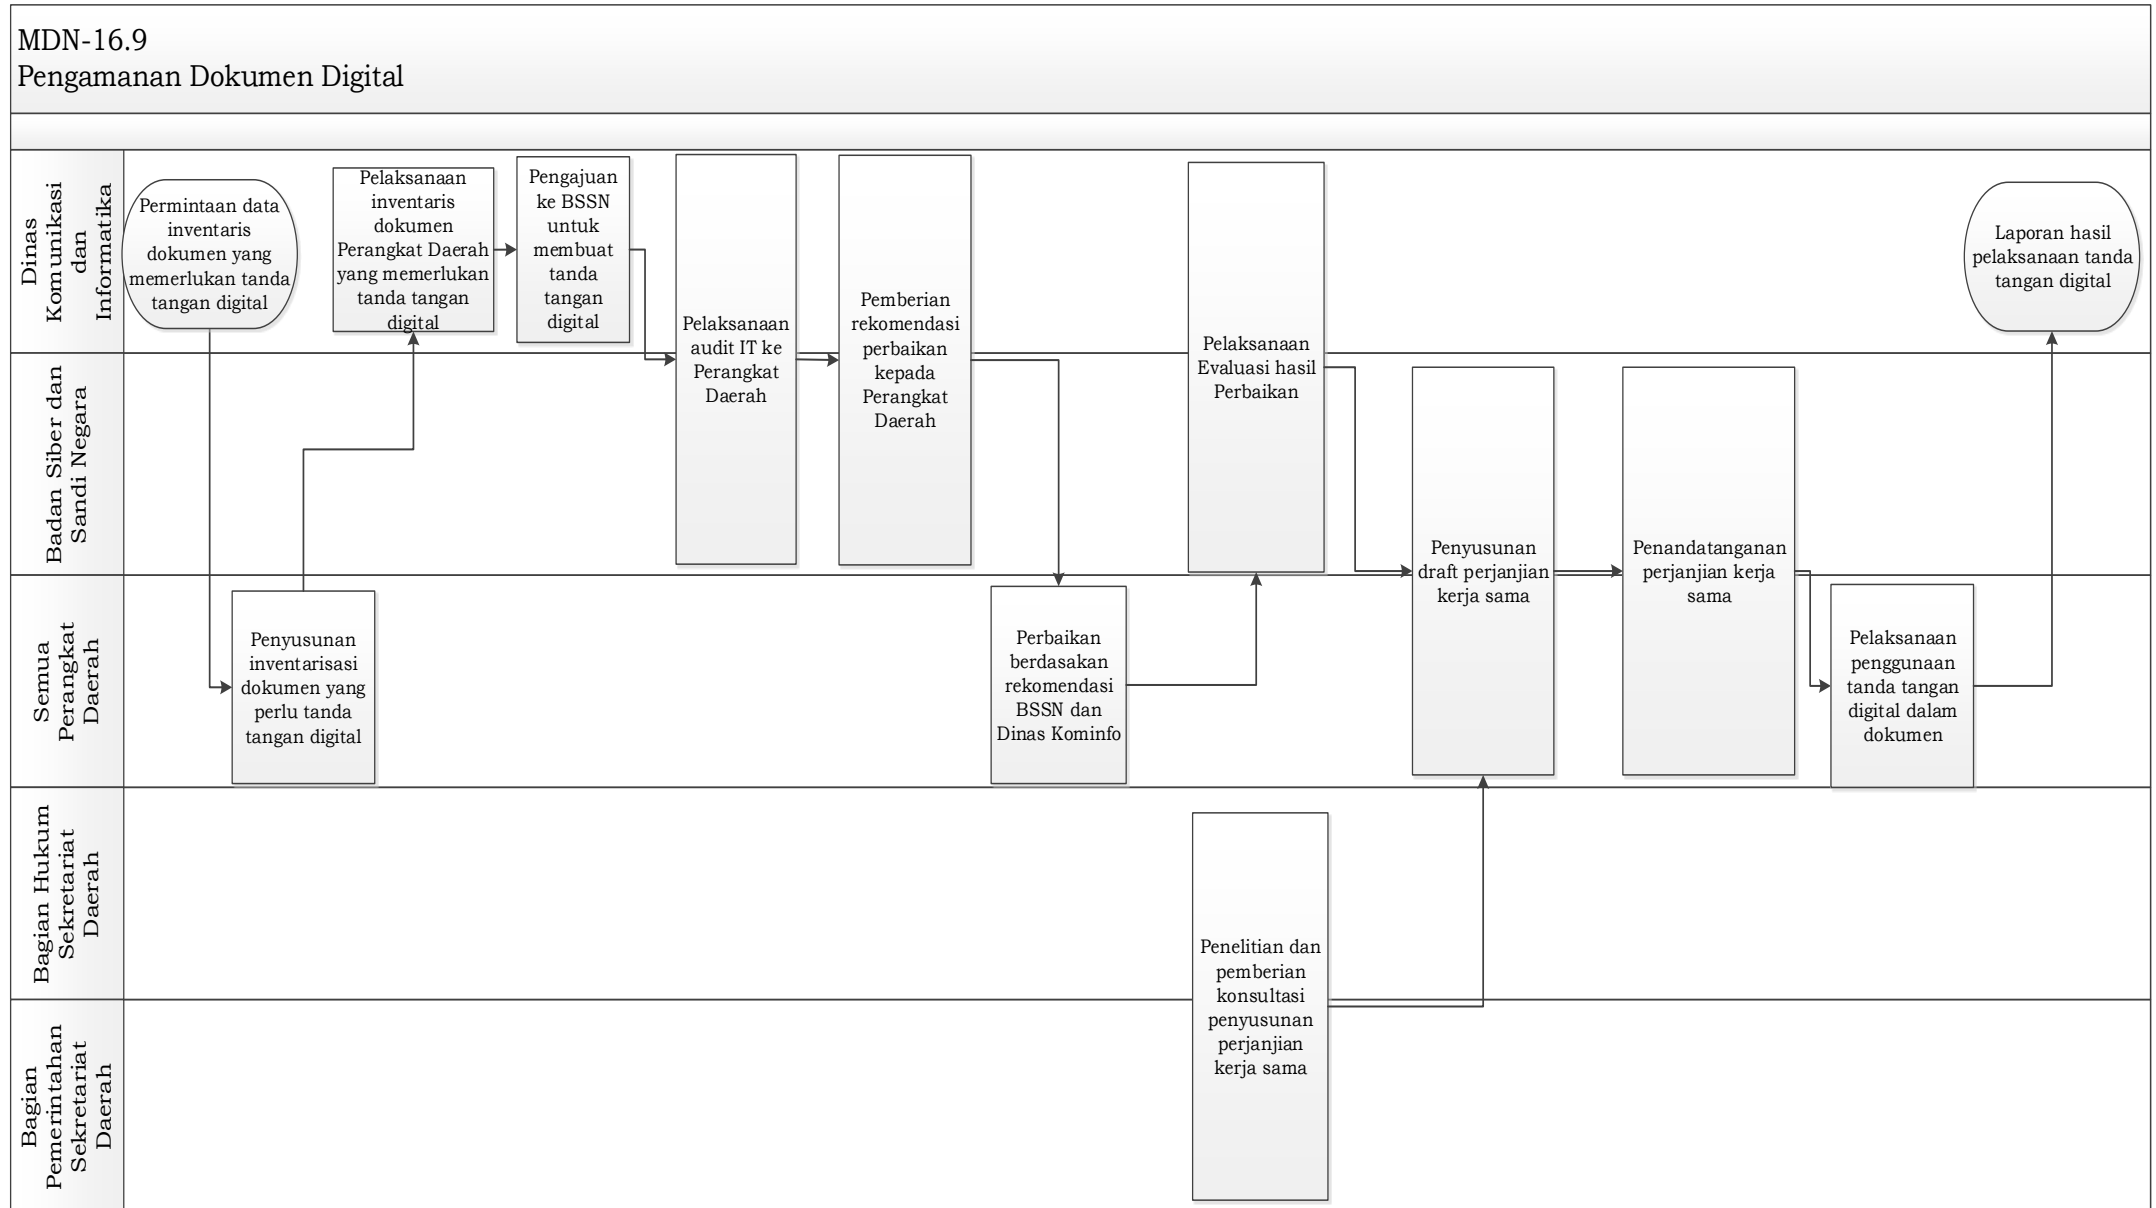 MDN-16.9
Pengamanan Dokumen Digital
Dinas
Komunikasi
dan
Informatika
Permintaan data
inventaris
dokumen yang
memerlukan tanda
tangan digital
Pelaksanaan
inventaris
dokumen
Perangkat Daerah
yang memerlukan
tanda tangan
digital
Pengajuan
ke BSSN
untuk
membuat
tanda
tangan
digital
Pelaksanaan
audit IT ke
Perangkat
Daerah
Pemberian
rekomendasi
perbaikan
kepada
Perangkat
Daerah
Pelaksanaan
Evaluasi hasil
Perbaikan
Laporan hasil
pelaksanaan tanda
tangan digital
Badan Siber dan
Sandi Negara
Penyusunan
draft perjanjian
kerja sama
Penandatanganan
perjanjian kerja
sama
Semua
Perangkat
Daerah
Penyusunan
inventarisasi
dokumen yang
perlu tanda
tangan digital
Perbaikan
berdasakan
rekomendasi
BSSN dan
Dinas Kominfo
Pelaksanaan
penggunaan
tanda tangan
digital dalam
dokumen
Bagian Hukum
Sekretariat
Daerah
Penelitian dan
pemberian
konsultasi
penyusunan
perjanjian
kerja sama
Bagian
Pemerintahan
Sekretariat
Daerah